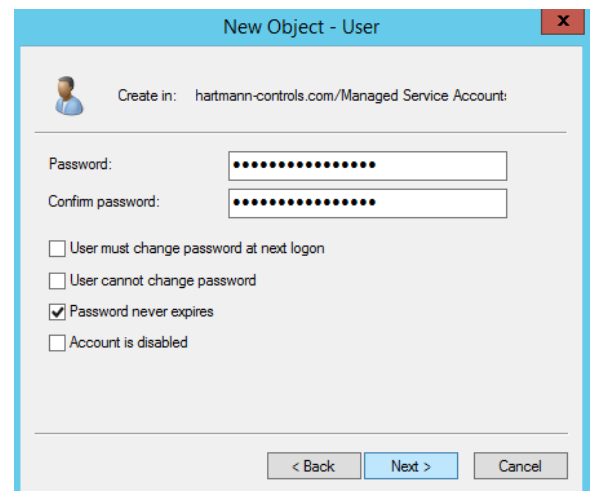 New Object - User
x
Create in: hartmann-controls.com/Managed Service Accounts
Password:
••••••••••••••••
Confirm password:
••••••••••••••••
User must change password at next logon
User cannot change password
Password never expires
Account is disabled
< Back Next > Cancel